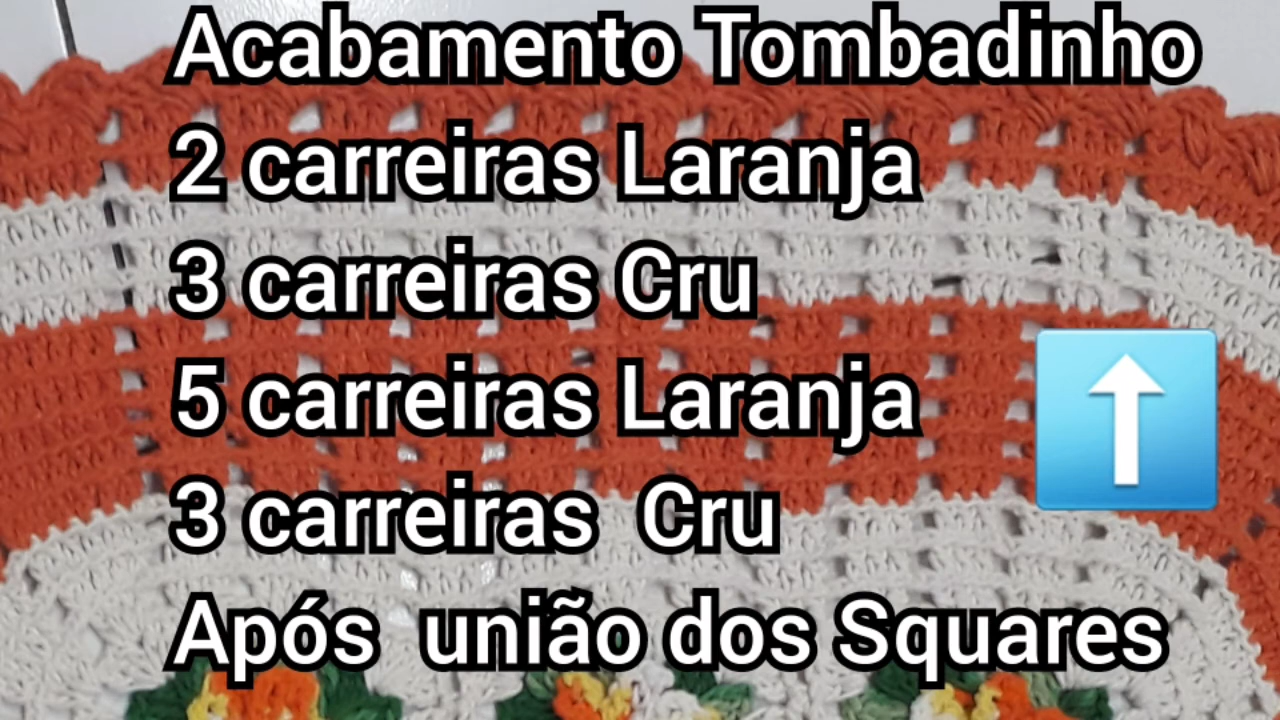 Acabamento Tombadinho
2 carreiras Laranja
3 carreiras Cru
5 carreiras Laranja
3 carreiras Cru
Após união dos Squares